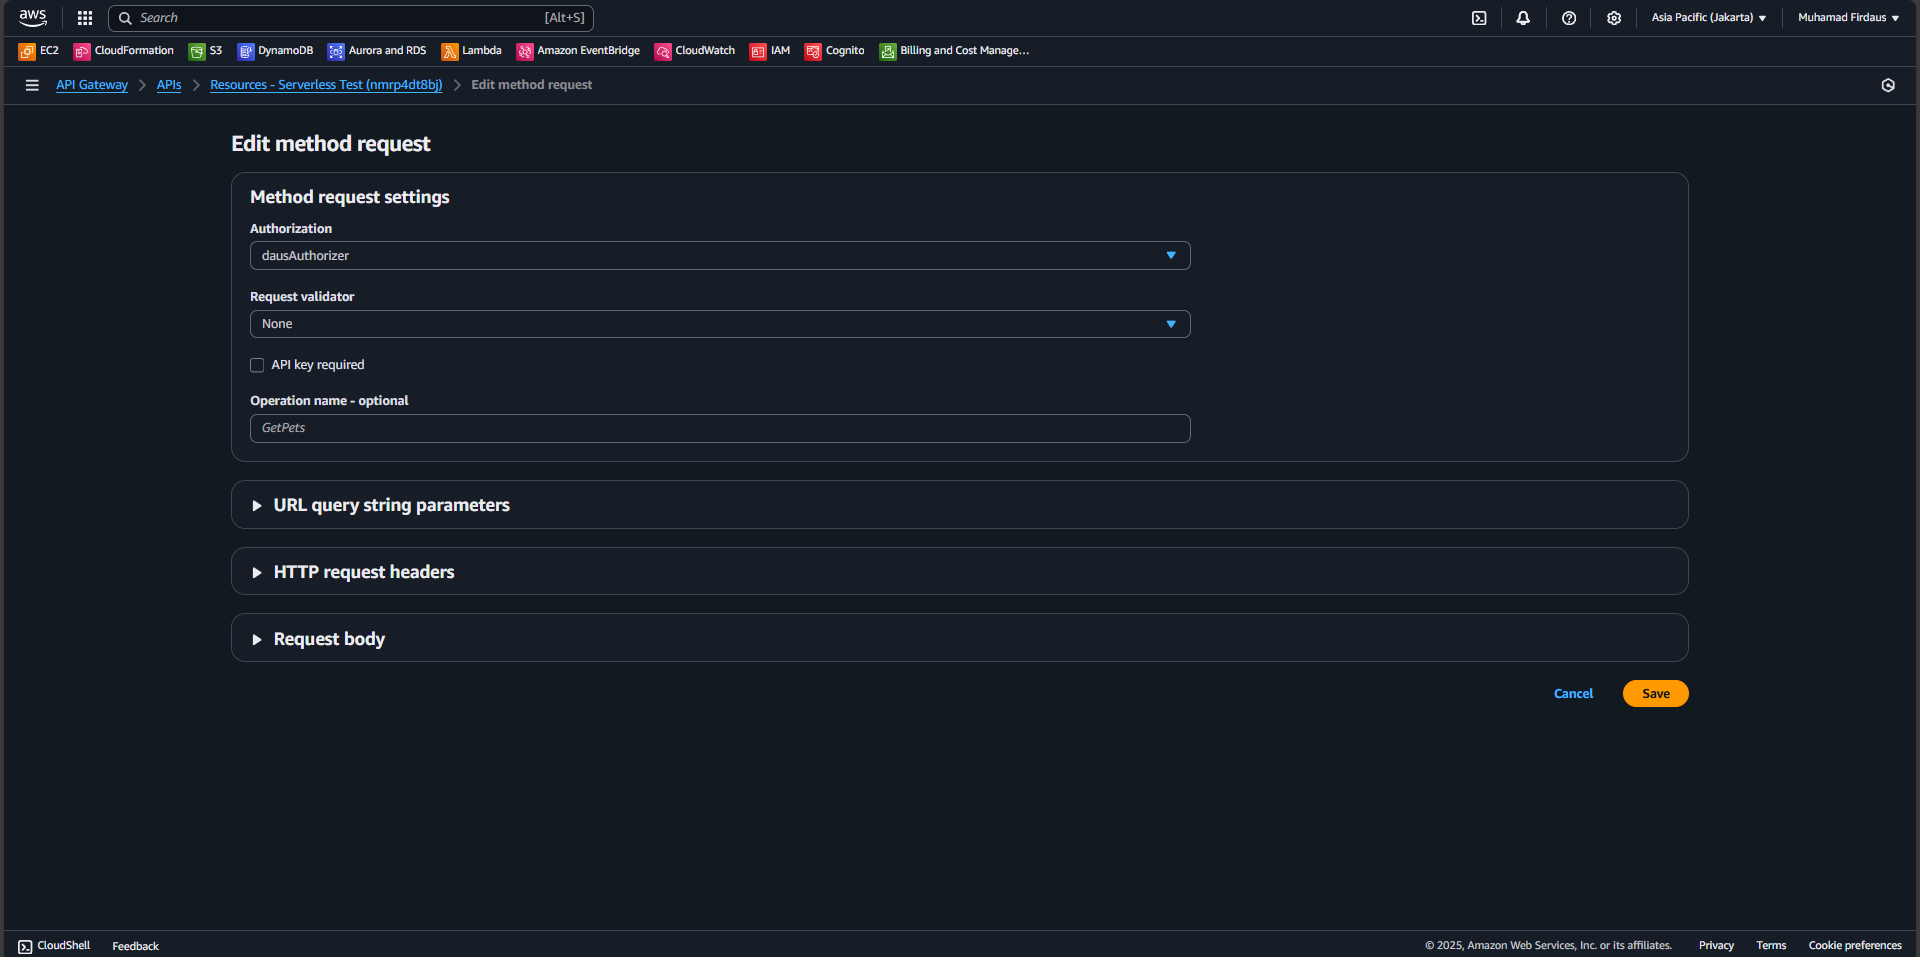 aws
Search [Alt+S]
Asia Pacific (Jakarta)
Muhamad Firdaus
EC2 CloudFormation S3 DynamoDB Aurora and RDS Lambda Amazon EventBridge CloudWatch IAM Cognito Billing and Cost Manage...
API Gateway APIs Resources - Serverless Test (nmrp4dt8bj) Edit method request
Edit method request
Method request settings
Authorization
dausAuthorizer
Request validator
None
API key required
Operation name - optional
GetPets
URL query string parameters
HTTP request headers
Request body
Cancel Save
CloudShell Feedback © 2025, Amazon Web Services, Inc. or its affiliates. Privacy Terms Cookie preferences